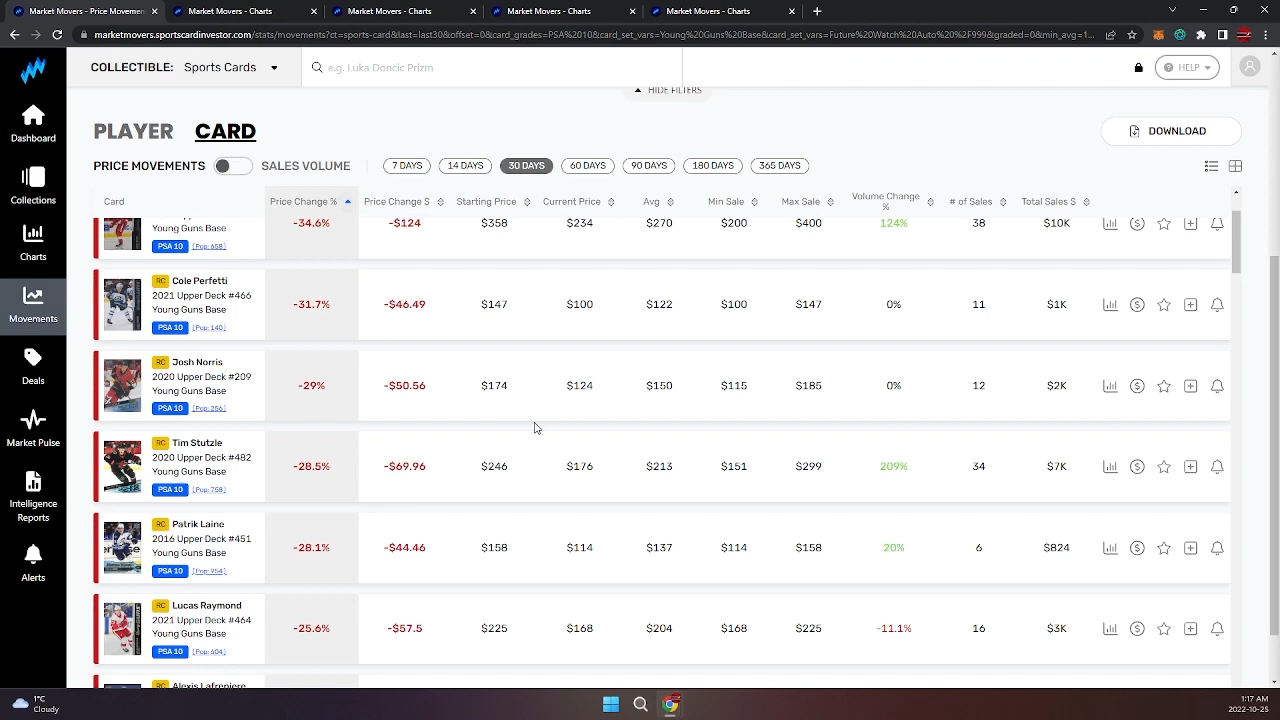 Market Movers - Charts
Market Movers - Charts
Market Movers - Charts
Market Movers - Charts
marketmovers.sportscardinvestor.com/stats/movements?ct=sports-card&last=last30&offset=0&card_grades=PSA%2010&card_set_vars=Young%20Guns&card_set_vars=Future%20Watch%20Auto%20%2F999&graded=0&min_avg=1...
COLLECTIBLE: Sports Cards
e.g. Luka Doncic Prizm
HELP
HIDE FILTERS
Dashboard
Collections
Charts
Movements
Deals
Market Pulse
Intelligence
Reports
Alerts
PLAYER CARD
DOWNLOAD
PRICE MOVEMENTS SALES VOLUME 7 DAYS 14 DAYS 30 DAYS 60 DAYS 90 DAYS 180 DAYS 365 DAYS
Card Price Change % Price Change $ Starting Price Current Price Avg Min Sale Max Sale Volume Change % # of Sales Total Sales $
Young Guns Base
PSA 10 [Pop: 658]
-34.6% -$124 $358 $234 $270 $200 $400 124% 38 $10K
RC Cole Perfetti
2021 Upper Deck #466
Young Guns Base
PSA 10 [Pop: 140]
-31.7% -$46.49 $147 $100 $122 $100 $147 0% 11 $1K
RC Josh Norris
2020 Upper Deck #209
Young Guns Base
PSA 10 [Pop: 256]
-29% -$50.56 $174 $124 $150 $115 $185 0% 12 $2K
RC Tim Stutzle
2020 Upper Deck #482
Young Guns Base
PSA 10 [Pop: 758]
-28.5% -$69.96 $246 $176 $213 $151 $299 209% 34 $7K
RC Patrik Laine
2016 Upper Deck #451
Young Guns Base
PSA 10 [Pop: 954]
-28.1% -$44.46 $158 $114 $137 $114 $158 20% 6 $824
RC Lucas Raymond
2021 Upper Deck #464
Young Guns Base
PSA 10 [Pop: 604]
-25.6% -$57.5 $225 $168 $204 $168 $225 -11.1% 16 $3K
Alexis Lafreniere
1°C
Cloudy
1:17 AM
2022-10-25